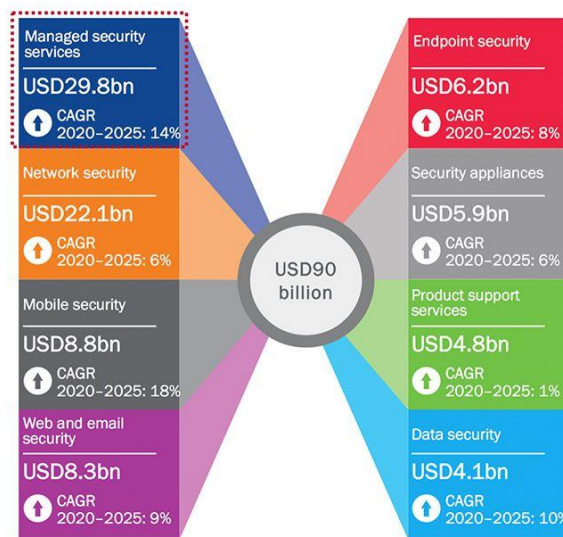 Managed security
services
USD29.8bn
CAGR
2020–2025: 14%
Network security
USD22.1bn
CAGR
2020–2025: 6%
Mobile security
USD8.8bn
CAGR
2020–2025: 18%
Web and email
security
USD8.3bn
CAGR
2020–2025: 9%
USD90
billion
Endpoint security
USD6.2bn
CAGR
2020–2025: 8%
Security appliances
USD5.9bn
CAGR
2020–2025: 6%
Product support
services
USD4.8bn
CAGR
2020–2025: 1%
Data security
USD4.1bn
CAGR
2020–2025: 10%